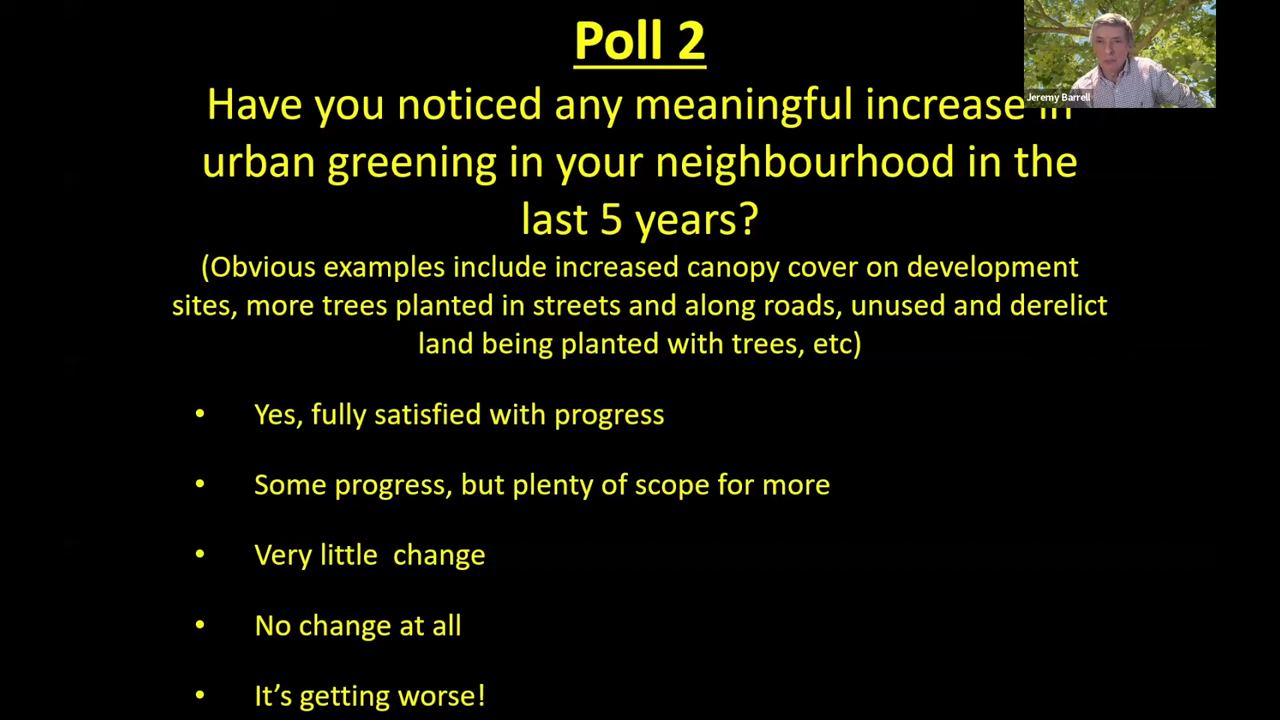 Poll 2
Have you noticed any meaningful increase in
urban greening in your neighbourhood in the
last 5 years?
(Obvious examples include increased canopy cover on development
sites, more trees planted in streets and along roads, unused and derelict
land being planted with trees, etc)
• Yes, fully satisfied with progress
• Some progress, but plenty of scope for more
• Very little  change
• No change at all
• It's getting worse!
Jeremy Barrell